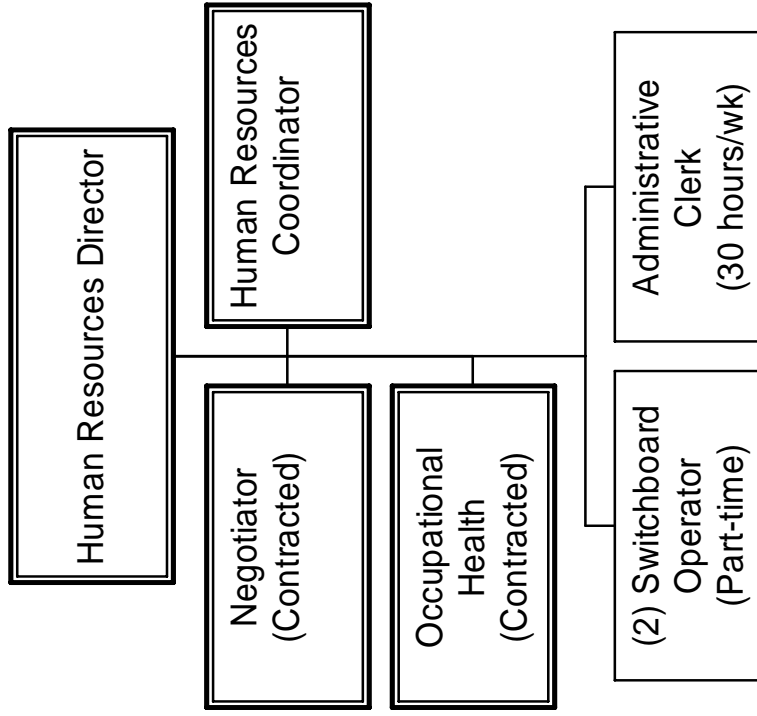 Human Resources Director
Negotiator
(Contracted)
Human Resources
Coordinator
Occupational
Health
(Contracted)
(2) Switchboard
Operator
(Part-time)
Administrative
Clerk
(30 hours/wk)